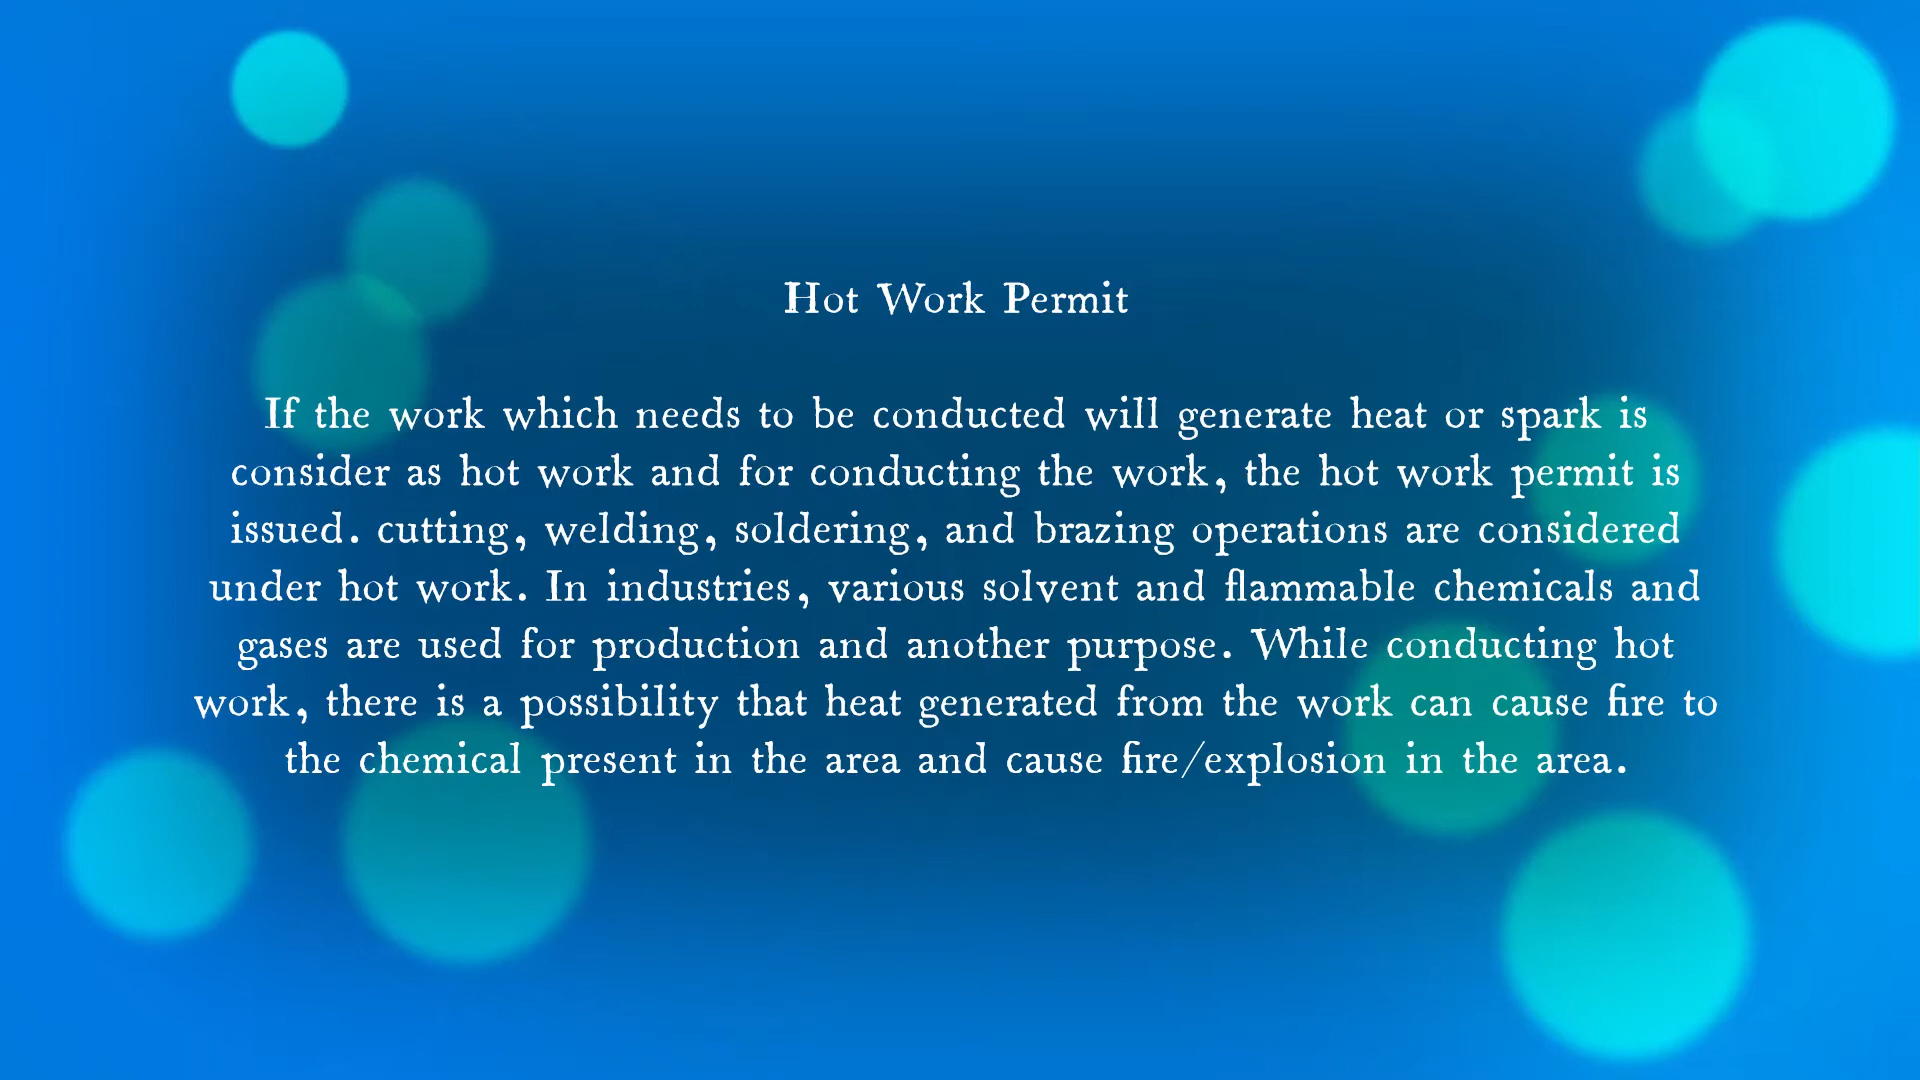 Hot Work Permit
If the work which needs to be conducted will generate heat or spark is
consider as hot work and for conducting the work, the hot work permit is
issued. cutting, welding, soldering, and brazing operations are considered
under hot work. In industries, various solvent and flammable chemicals and
gases are used for production and another purpose. While conducting hot
work, there is a possibility that heat generated from the work can cause fire to
the chemical present in the area and cause fire/explosion in the area.